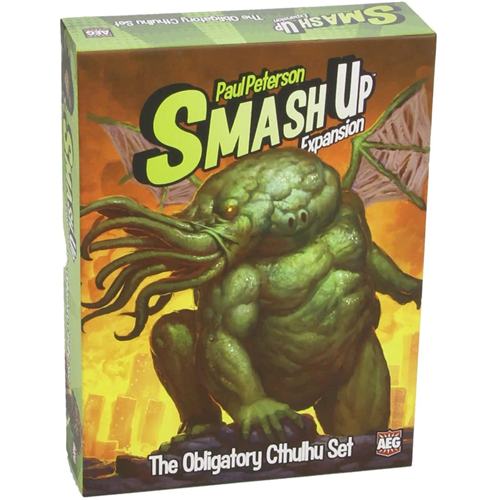 The Obligatory Cthulhu Set
AEG
Paul Peterson
SMASH UP
Expansion
SMASH UP
The Obligatory Cthulhu Set
AEG